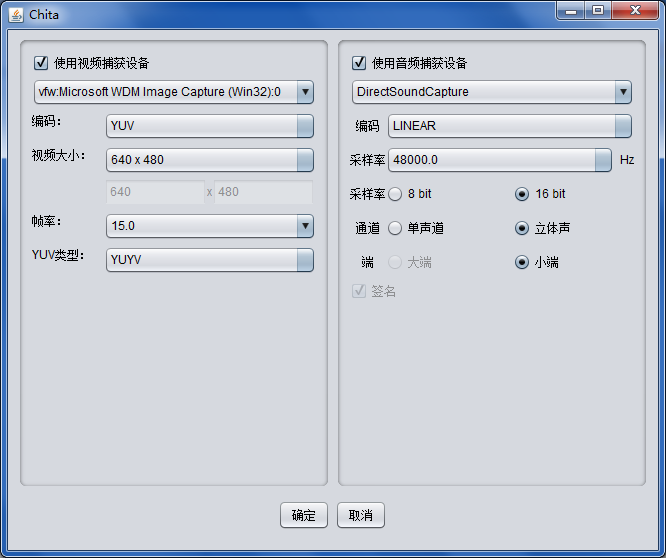 Chita
使用视频捕获设备
vfw:Microsoft WDM Image Capture (Win32):0
编码：
YUV
视频大小：
640 x 480
640 x 480
帧率：
15.0
YUV类型：
YUYV
使用音频捕获设备
DirectSoundCapture
编码
LINEAR
采样率
48000.0
Hz
采样率
8 bit
16 bit
通道
单声道
立体声
端
大端
小端
签名
确定
取消